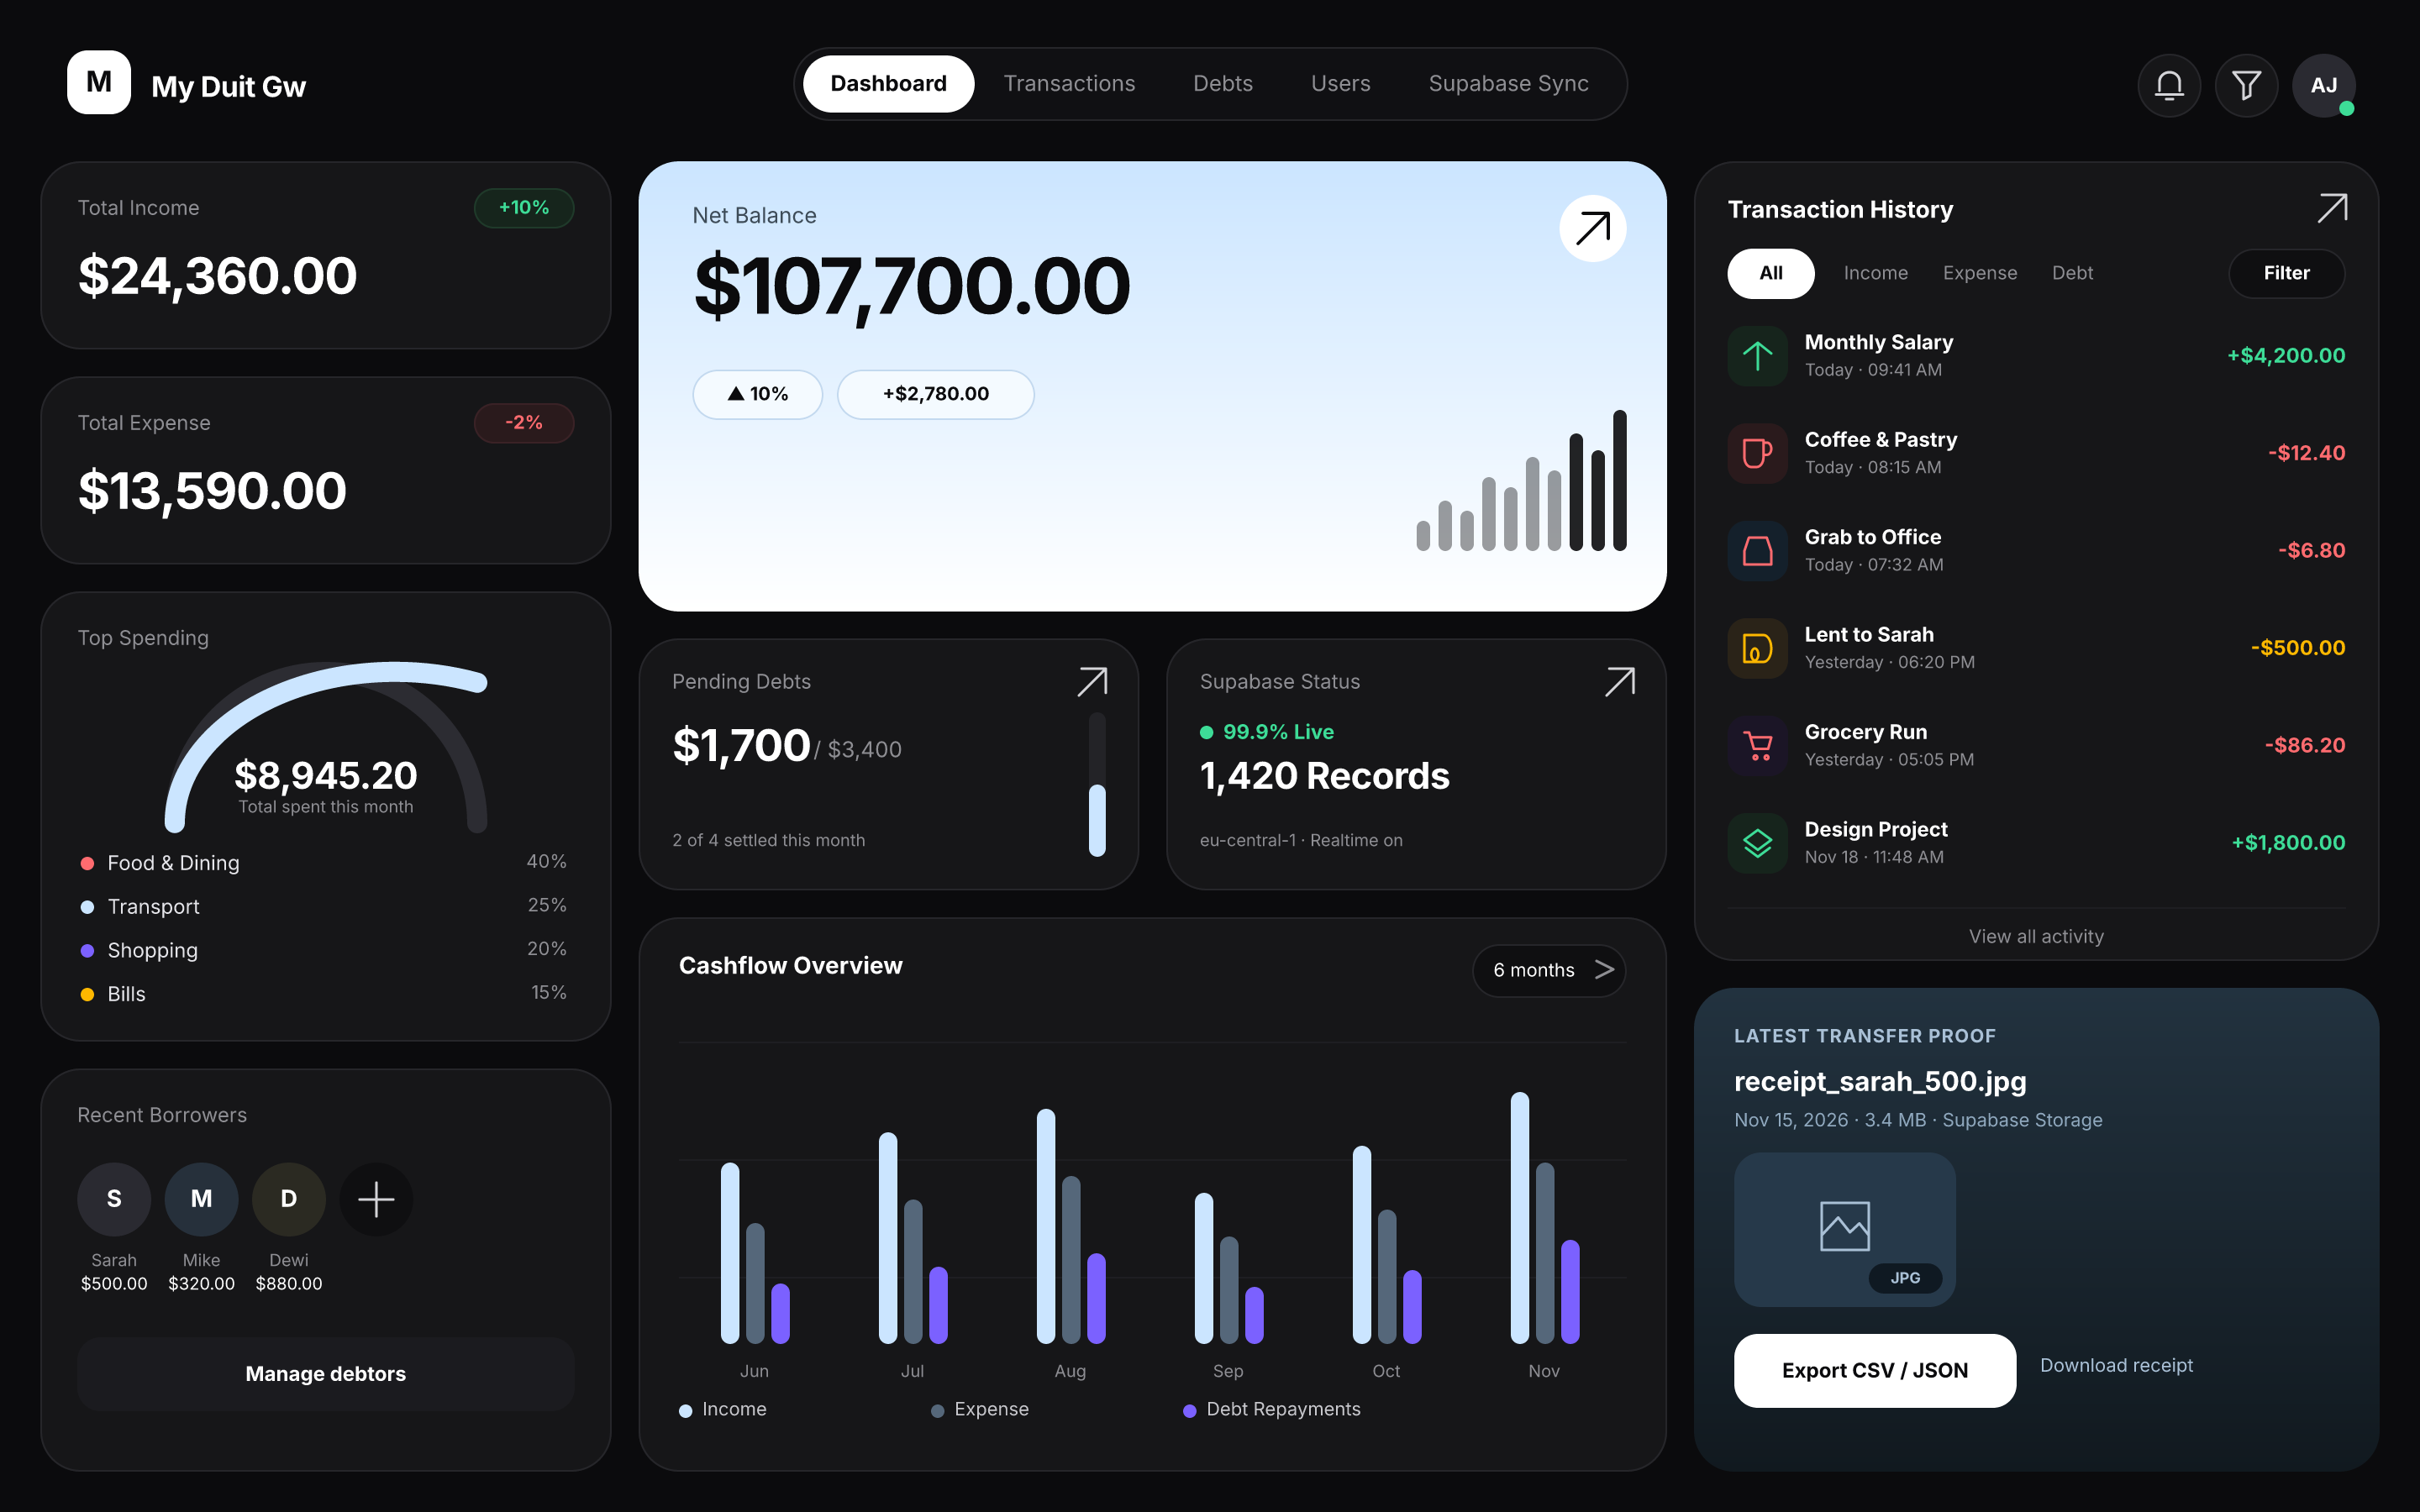 M My Duit Gw
Dashboard Transactions Debts Users Supabase Sync
AJ
Total Income +10%
$24,360.00
Total Expense -2%
$13,590.00
Top Spending
$8,945.20
Total spent this month
Food & Dining 40%
Transport 25%
Shopping 20%
Bills 15%
Recent Borrowers
S M D
Sarah Mike Dewi
$500.00 $320.00 $880.00
Manage debtors
Net Balance
$107,700.00
▲ 10% +$2,780.00
Pending Debts
$1,700 / $3,400
2 of 4 settled this month
Supabase Status
99.9% Live
1,420 Records
eu-central-1 · Realtime on
Cashflow Overview
6 months >
Jun Jul Aug Sep Oct Nov
Income Expense Debt Repayments
Transaction History
All Income Expense Debt Filter
Monthly Salary
Today · 09:41 AM
+$4,200.00
Coffee & Pastry
Today · 08:15 AM
-$12.40
Grab to Office
Today · 07:32 AM
-$6.80
Lent to Sarah
Yesterday · 06:20 PM
-$500.00
Grocery Run
Yesterday · 05:05 PM
-$86.20
Design Project
Nov 18 · 11:48 AM
+$1,800.00
View all activity
LATEST TRANSFER PROOF
receipt_sarah_500.jpg
Nov 15, 2026 · 3.4 MB · Supabase Storage
JPG
Export CSV / JSON Download receipt